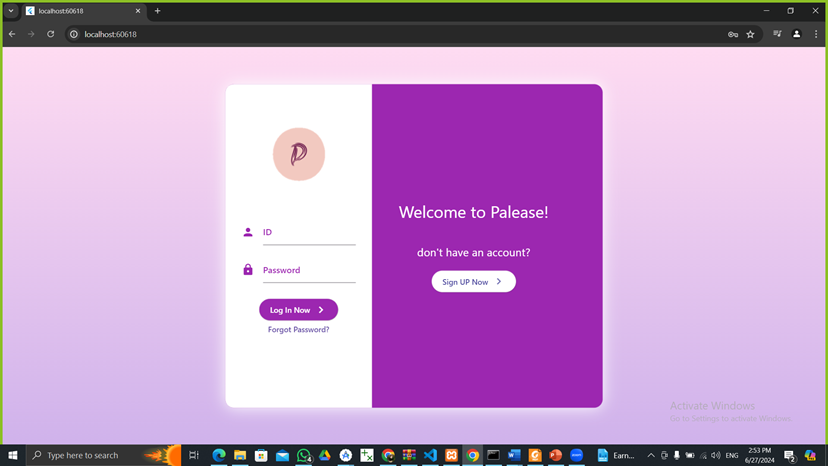 localhost:60618
localhost:60618
P
ID
Password
Log In Now
Forgot Password?
Welcome to Palease!
don't have an account?
Sign UP Now
Activate Windows
Go to Settings to activate Windows.
Type here to search
4
Earn...
ENG
2:53 PM
6/27/2024
2